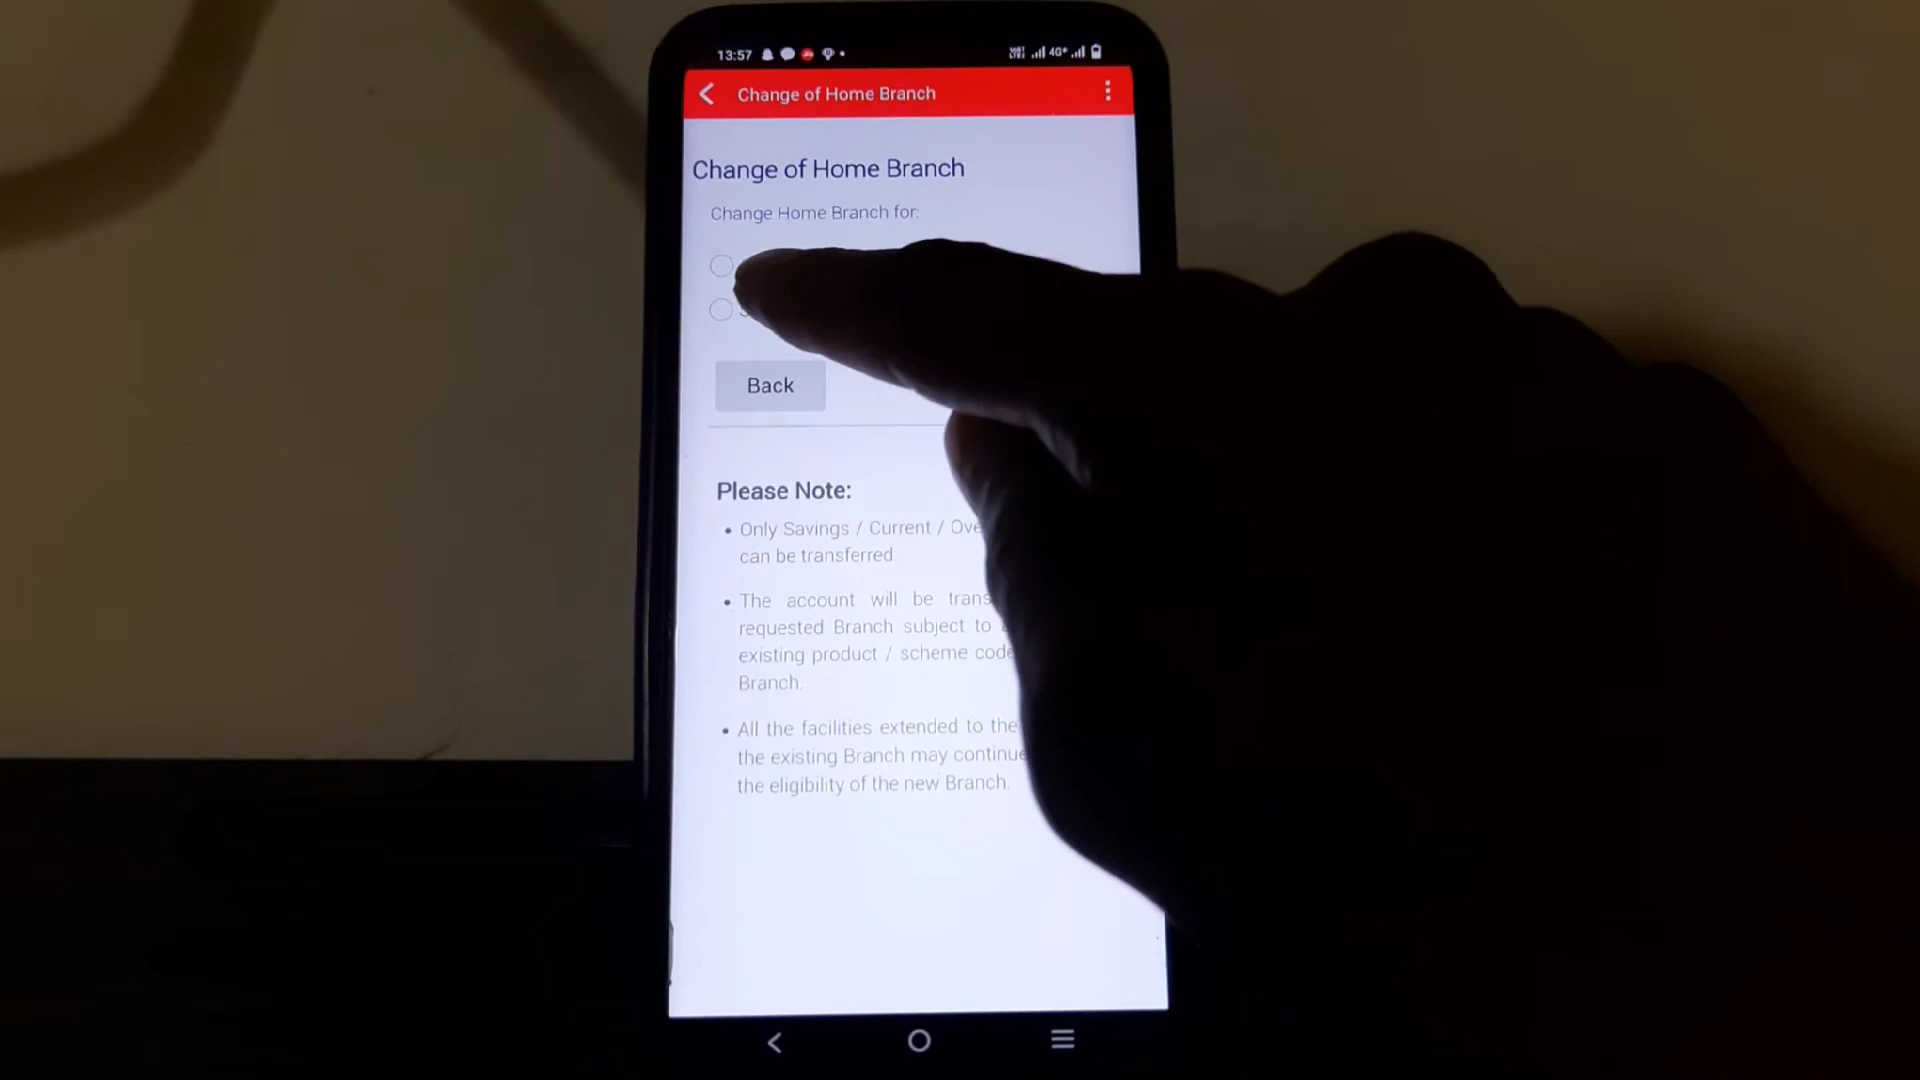 13:57
4G+
Change of Home Branch
Change of Home Branch
Change Home Branch for:
Back
Please Note:
• Only Savings / Current /
can be transferred.
• The account will be
requested Branch subject to
existing product / scheme code
Branch.
• All the facilities extended to the
the existing Branch may continue
the eligibility of the new Branch.